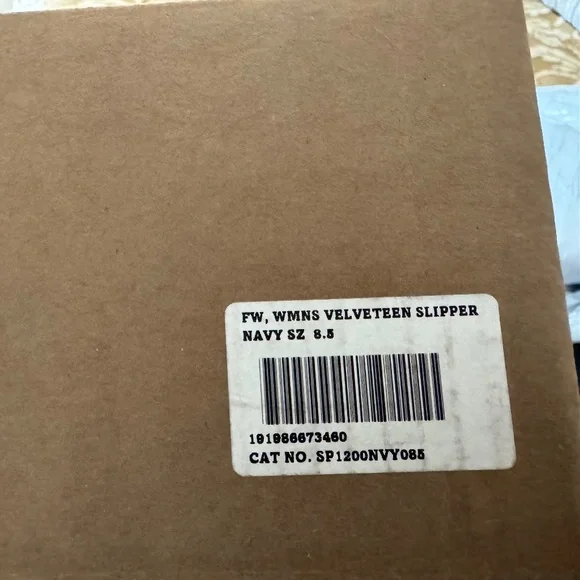 FW, WMNS VELVETEEN SLIPPER
NAVY SZ 8.5
191986673460
CAT NO. SP1200NVY085